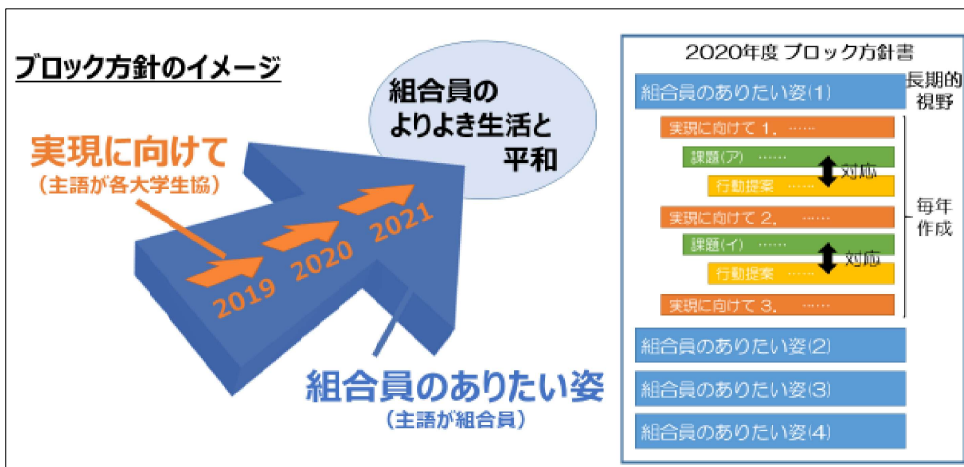 ブロック方針のイメージ
組合員の
よりよき生活と
平和
実現に向けて
(主語が各大学生協)
2019
2020
2021
組合員のありたい姿
(主語が組合員)
2020年度 ブロック方針書
組合員のありたい姿(1)
長期的
視野
実現に向けて 1. ……
課題(ア) ……
対応
行動提案 ……
実現に向けて 2. ……
課題(イ) ……
対応
行動提案 ……
実現に向けて 3. ……
毎年
作成
組合員のありたい姿(2)
組合員のありたい姿(3)
組合員のありたい姿(4)